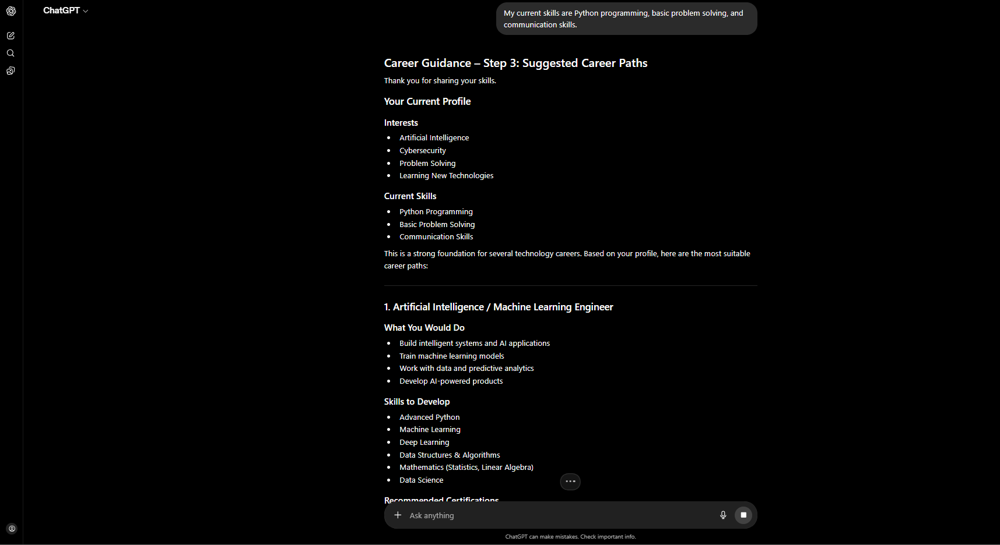 ChatGPT
My current skills are Python programming, basic problem solving, and
communication skills.
Career Guidance – Step 3: Suggested Career Paths
Thank you for sharing your skills.
Your Current Profile
Interests
Artificial Intelligence
Cybersecurity
Problem Solving
Learning New Technologies
Current Skills
Python Programming
Basic Problem Solving
Communication Skills
This is a strong foundation for several technology careers. Based on your profile, here are the most suitable
career paths:
1. Artificial Intelligence / Machine Learning Engineer
What You Would Do
Build intelligent systems and AI applications
Train machine learning models
Work with data and predictive analytics
Develop AI-powered products
Skills to Develop
Advanced Python
Machine Learning
Deep Learning
Data Structures & Algorithms
Mathematics (Statistics, Linear Algebra)
Data Science
Recommended Certifications
Ask anything
ChatGPT can make mistakes. Check important info.